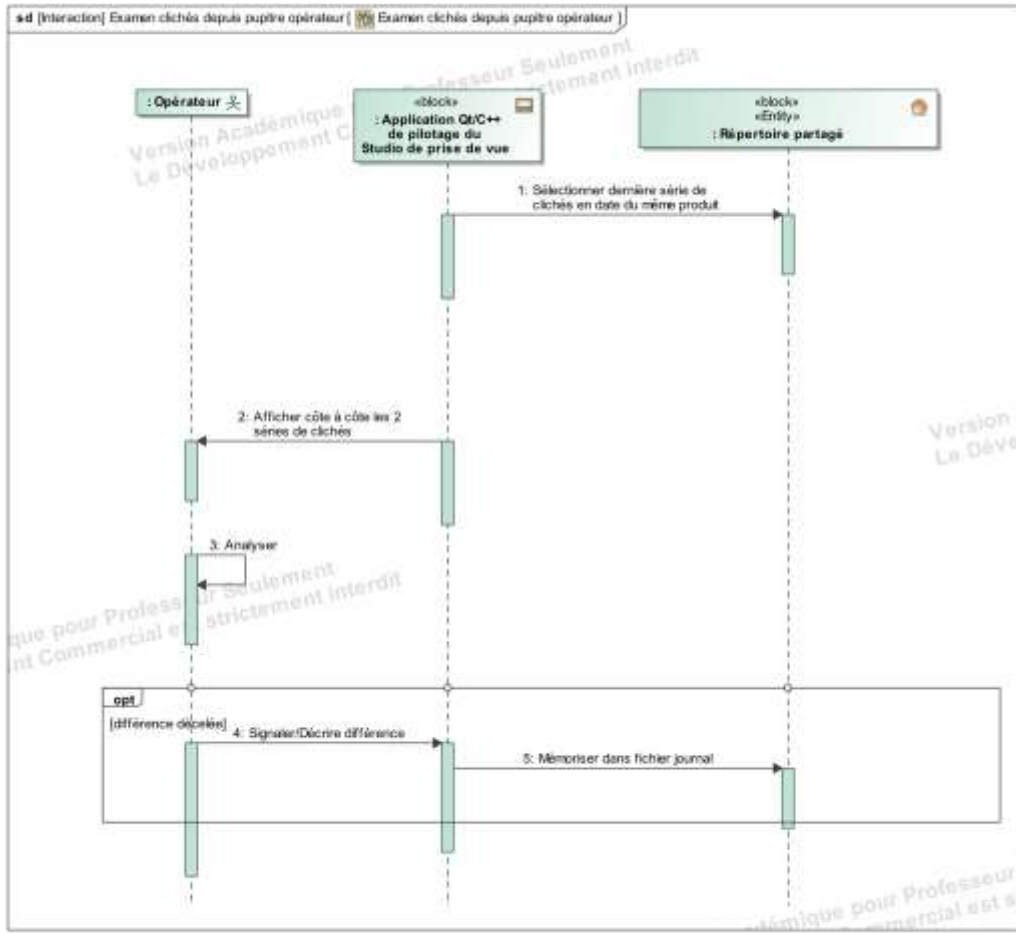 sd [Interaction] Examen clichés depuis pupitre opérateur [ Examen clichés depuis pupitre opérateur ]
Version Académique pour Professeur Seulement
Le Développement Commercial est strictement interdit
: Opérateur
«block»
: Application Qt/C++
de pilotage du
Studio de prise de vue
«block»
«Entity»
: Répertoire partagé
1: Sélectionner dernière série de
clichés en date du même produit
2: Afficher côte à côte les 2
séries de clichés
Version
Le Déve
3: Analyser
que pour Professeur Seulement
nt Commercial est strictement interdit
opt
[différence décelée]
4: Signaler/Décrire différence
5: Mémoriser dans fichier journal
adémique pour Professeur
Commercial est s